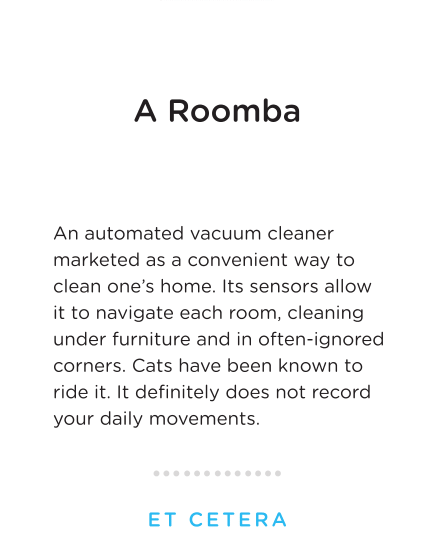 A Roomba
An automated vacuum cleaner
marketed as a convenient way to
clean one’s home. Its sensors allow
it to navigate each room, cleaning
under furniture and in often-ignored
corners. Cats have been known to
ride it. It definitely does not record
your daily movements.
ET CETERA